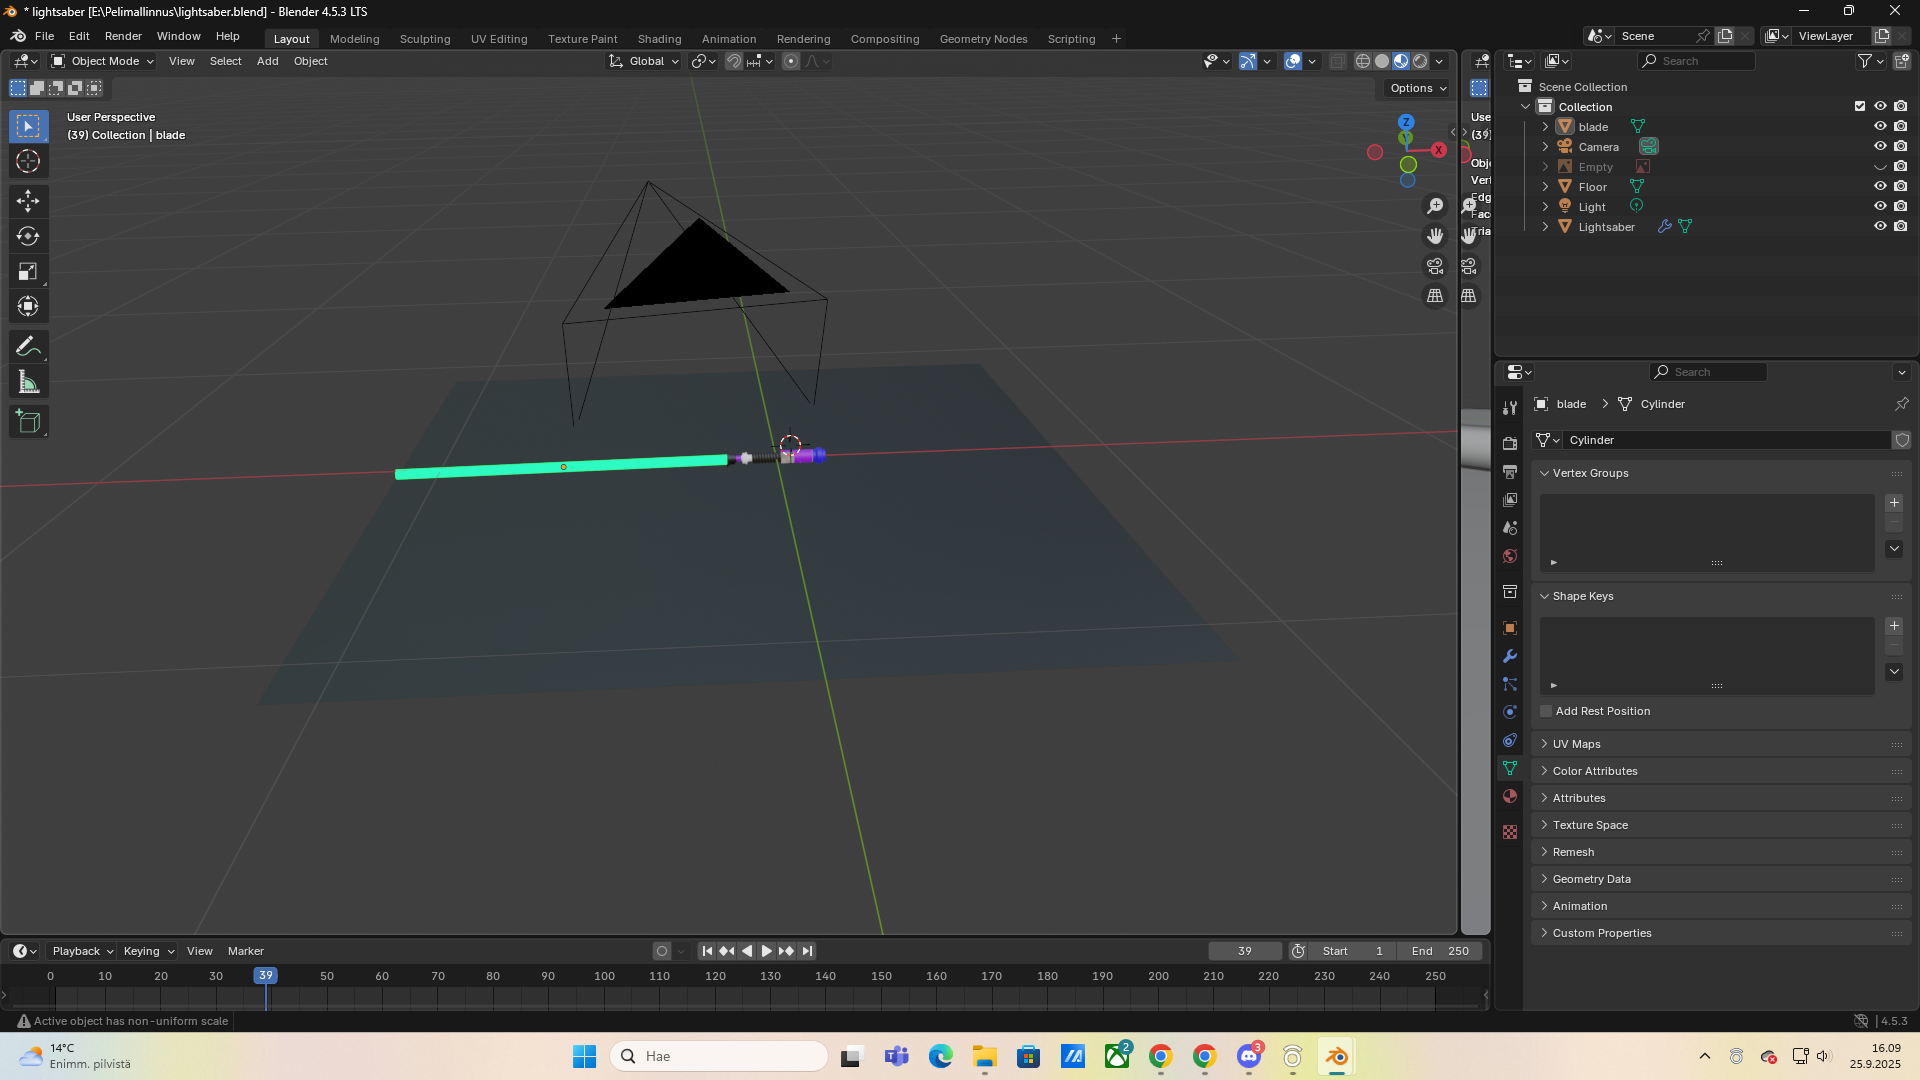 * lightsaber [E:\Pelimallinnus\lightsaber.blend] - Blender 4.5.3 LTS
File Edit Render Window Help
Layout Modeling Sculpting UV Editing Texture Paint Shading Animation Rendering Compositing Geometry Nodes Scripting +
Scene
ViewLayer
Object Mode View Select Add Object
Global
Options
User Perspective
(39) Collection | blade
Z
Y
X
Use
(39)
Obje
Vert
Edg
Fac
Tria
Search
Scene Collection
Collection
blade
Camera
Empty
Floor
Light
Lightsaber
Search
blade > Cylinder
Cylinder
Vertex Groups
Shape Keys
Add Rest Position
UV Maps
Color Attributes
Attributes
Texture Space
Remesh
Geometry Data
Animation
Custom Properties
Playback Keying View Marker
39
Start 1
End 250
0 10 20 30 39 50 60 70 80 90 100 110 120 130 140 150 160 170 180 190 200 210 220 230 240 250
Active object has non-uniform scale
4.5.3
14°C
Enimm. pilvistä
Hae
2
3
16.09
25.9.2025